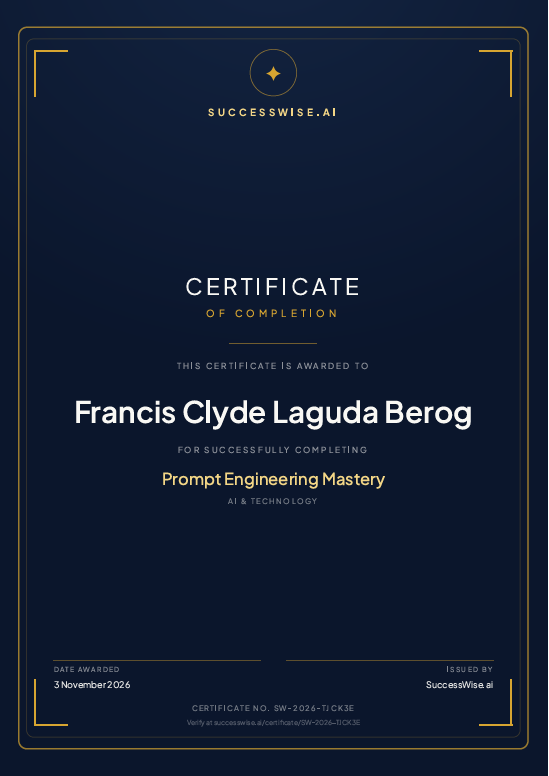 SUCCESSWISE.AI
CERTIFICATE
OF COMPLETION
THIS CERTIFICATE IS AWARDED TO
Francis Clyde Laguda Berog
FOR SUCCESSFULLY COMPLETING
Prompt Engineering Mastery
AI & TECHNOLOGY
DATE AWARDED
3 November 2026
ISSUED BY
SuccessWise.ai
CERTIFICATE NO. SW-2026-TJCK3E
Verify at successwise.ai/certificate/SW-2026-TJCK3E